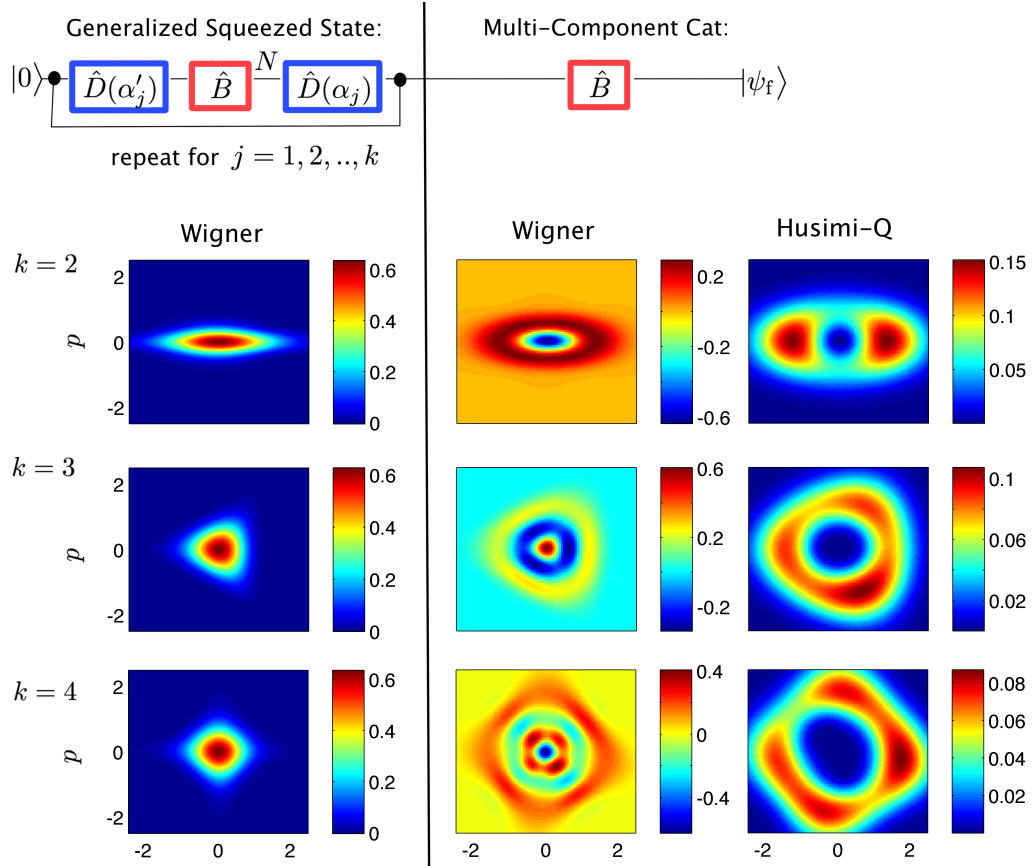 Generalized Squeezed State:
Multi-Component Cat:
|0⟩ D̂(α′ⱼ) B̂ N D̂(αⱼ) B̂ |ψ_f⟩
repeat for j = 1, 2, .., k
Wigner
Wigner
Husimi-Q
k = 2
p
2
0
-2
0.6
0.4
0.2
0
0.2
-0.2
-0.6
0.15
0.1
0.05
k = 3
p
2
0
-2
0.6
0.4
0.2
0
0.6
0.2
-0.2
0.1
0.06
0.02
k = 4
p
2
0
-2
0.6
0.4
0.2
0
0.4
0
-0.4
0.08
0.06
0.04
0.02
-2 0 2
-2 0 2